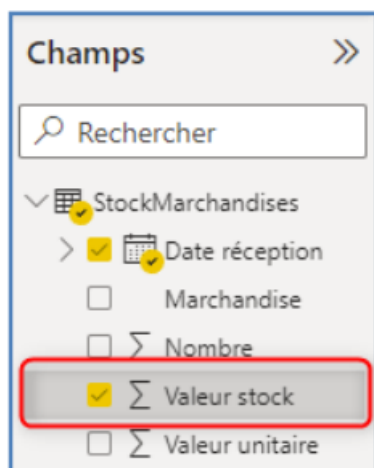 Champs
Rechercher
StockMarchandises
Date réception
Marchandise
Nombre
Valeur stock
Valeur unitaire